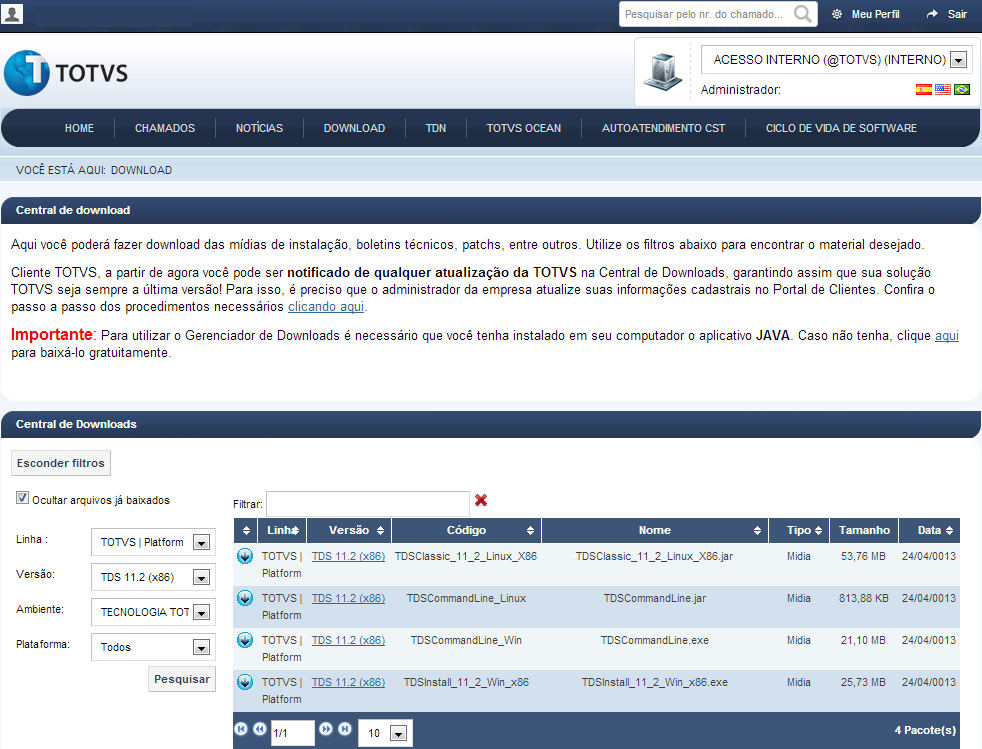 Pesquisar pelo nr. do chamado...
Meu Perfil
Sair
TOTVS
ACESSO INTERNO (@TOTVS) (INTERNO)
Administrador:
HOME
CHAMADOS
NOTÍCIAS
DOWNLOAD
TDN
TOTVS OCEAN
AUTOATENDIMENTO CST
CICLO DE VIDA DE SOFTWARE
VOCÊ ESTÁ AQUI: DOWNLOAD
Central de download
Aqui você poderá fazer download das mídias de instalação, boletins técnicos, patchs, entre outros. Utilize os filtros abaixo para encontrar o material desejado.
Cliente TOTVS, a partir de agora você pode ser notificado de qualquer atualização da TOTVS na Central de Downloads, garantindo assim que sua solução
TOTVS seja sempre a última versão! Para isso, é preciso que o administrador da empresa atualize suas informações cadastrais no Portal de Clientes. Confira o
passo a passo dos procedimentos necessários clicando aqui.
Importante: Para utilizar o Gerenciador de Downloads é necessário que você tenha instalado em seu computador o aplicativo JAVA. Caso não tenha, clique aqui
para baixá-lo gratuitamente.
Central de Downloads
Esconder filtros
Ocultar arquivos já baixados
Linha :
TOTVS | Platform
Versão:
TDS 11.2 (x86)
Ambiente:
TECNOLOGIA TOT
Plataforma:
Todos
Pesquisar
Filtrar:
Linha Versão Código Nome Tipo Tamanho Data
TOTVS | Platform TDS 11.2 (x86) TDSClassic_11_2_Linux_X86 TDSClassic_11_2_Linux_X86.jar Midia 53,76 MB 24/04/0013
TOTVS | Platform TDS 11.2 (x86) TDSCommandLine_Linux TDSCommandLine.jar Midia 813,88 KB 24/04/0013
TOTVS | Platform TDS 11.2 (x86) TDSCommandLine_Win TDSCommandLine.exe Midia 21,10 MB 24/04/0013
TOTVS | Platform TDS 11.2 (x86) TDSInstall_11_2_Win_x86 TDSInstall_11_2_Win_x86.exe Midia 25,73 MB 24/04/0013
1/1
10
4 Pacote(s)